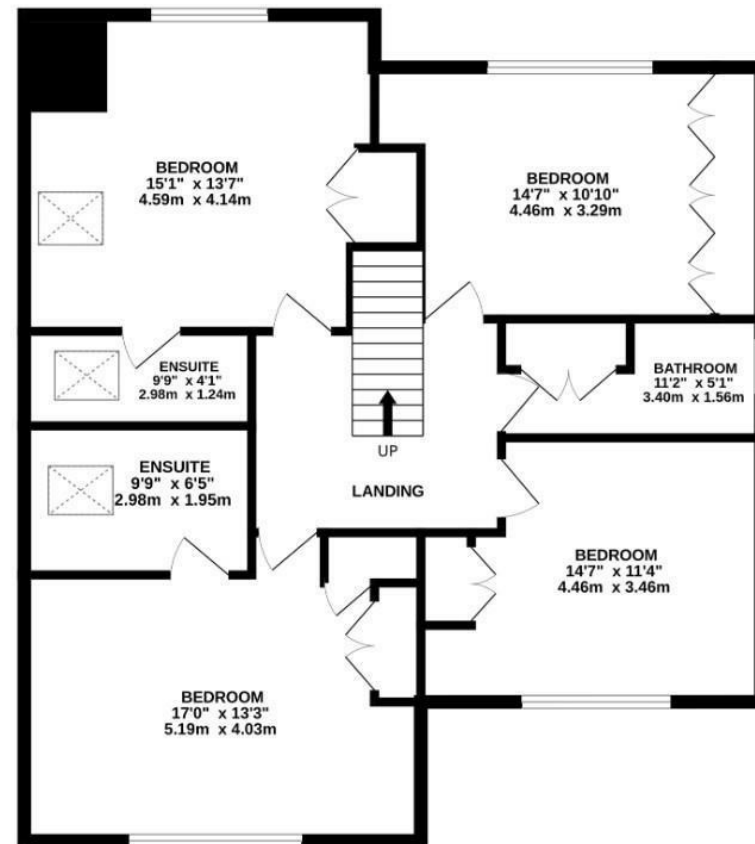 BEDROOM
15'1" x 13'7"
4.59m x 4.14m
BEDROOM
14'7" x 10'10"
4.46m x 3.29m
ENSUITE
9'9" x 4'1"
2.98m x 1.24m
BATHROOM
11'2" x 5'1"
3.40m x 1.56m
UP
ENSUITE
9'9" x 6'5"
2.98m x 1.95m
LANDING
BEDROOM
14'7" x 11'4"
4.46m x 3.46m
BEDROOM
17'0" x 13'3"
5.19m x 4.03m